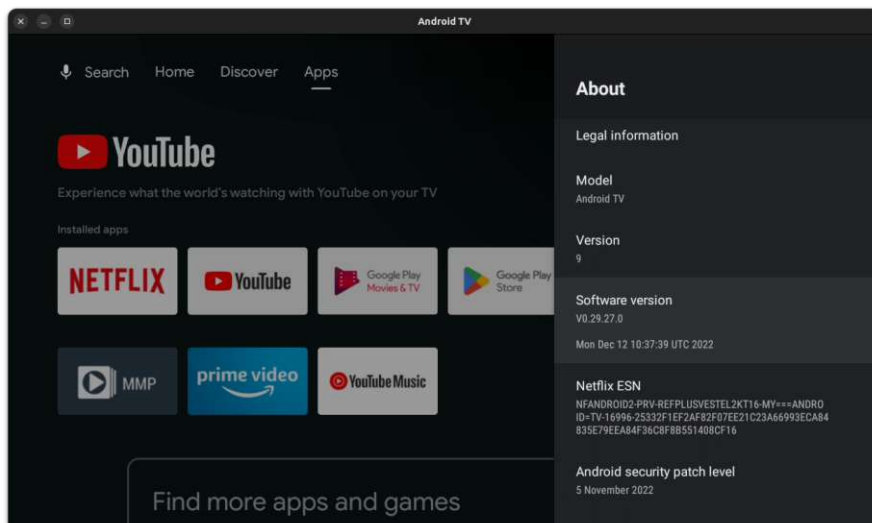 Android TV
Search Home Discover Apps
YouTube
Experience what the world's watching with YouTube on your TV
Installed apps
NETFLIX
YouTube
Google Play
Movies & TV
Google Play
Store
MMP
prime video
YouTube Music
Find more apps and games
About
Legal information
Model
Android TV
Version
9
Software version
V0.29.27.0
Mon Dec 12 10:37:39 UTC 2022
Netflix ESN
NFANDROID2-PRV-REFPLUSVESTEL2KT16-MY===ANDRO
ID=TV-16996-25332F1EF2AF82F07EE21C23A66993ECA84
835E79EEA84F36C8F8B551408CF16
Android security patch level
5 November 2022